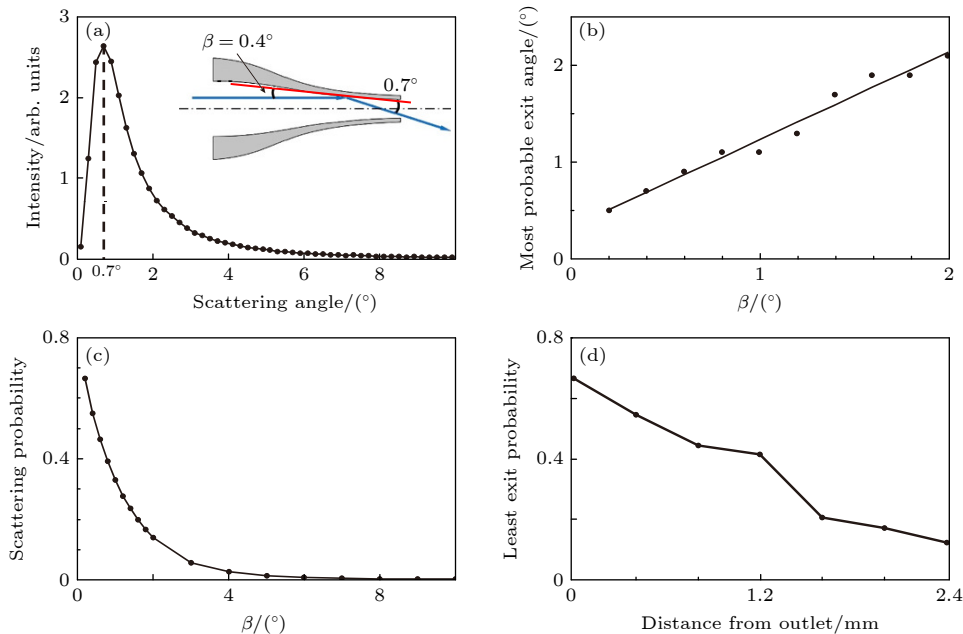 (a)
Intensity/arb. units
3
2
1
0
β = 0.4°
0.7°
0.7°
2
4
6
8
Scattering angle/(°)
(b)
Most probable exit angle/(°)
2
1
0
0
1
2
β/(°)
(c)
Scattering probability
0.8
0.4
0
0
2
4
6
8
β/(°)
(d)
Least exit probability
0.8
0.4
0
0
1.2
2.4
Distance from outlet/mm